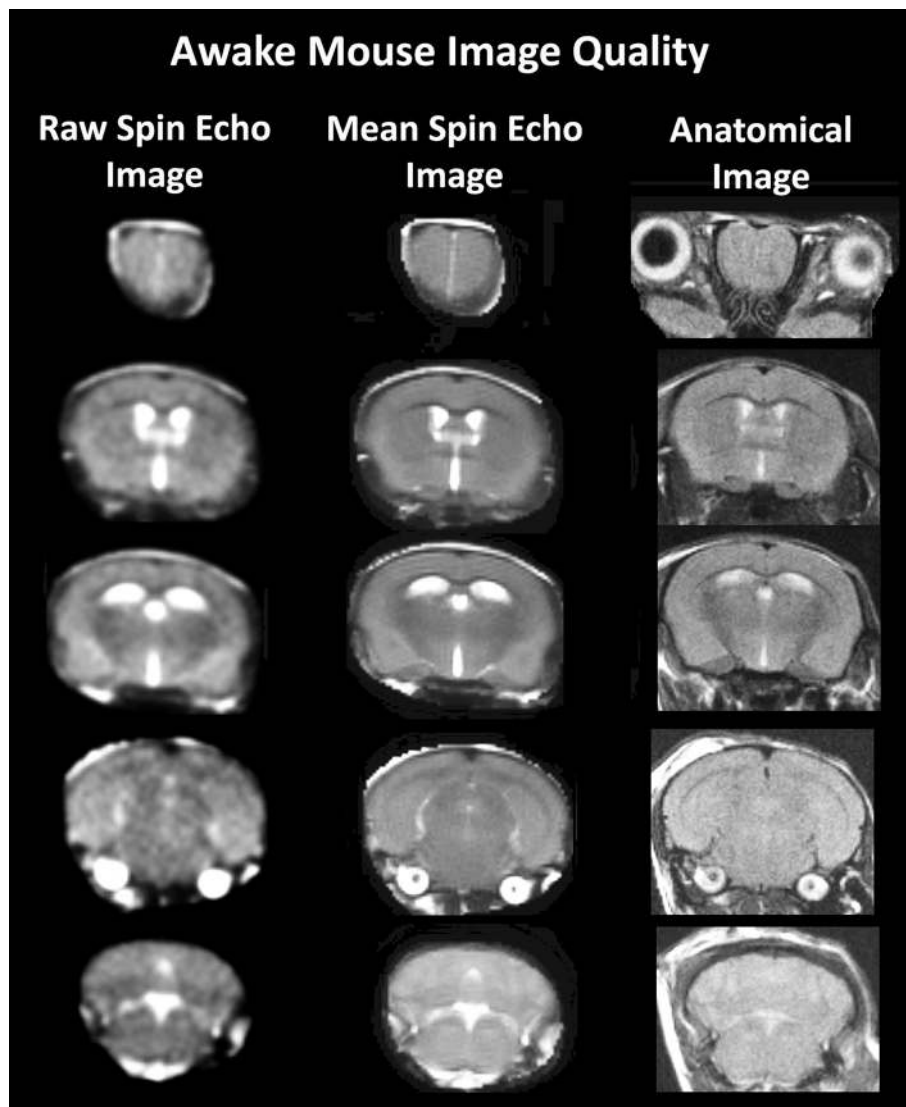 Awake Mouse Image Quality
Raw Spin Echo
Image
Mean Spin Echo
Image
Anatomical
Image